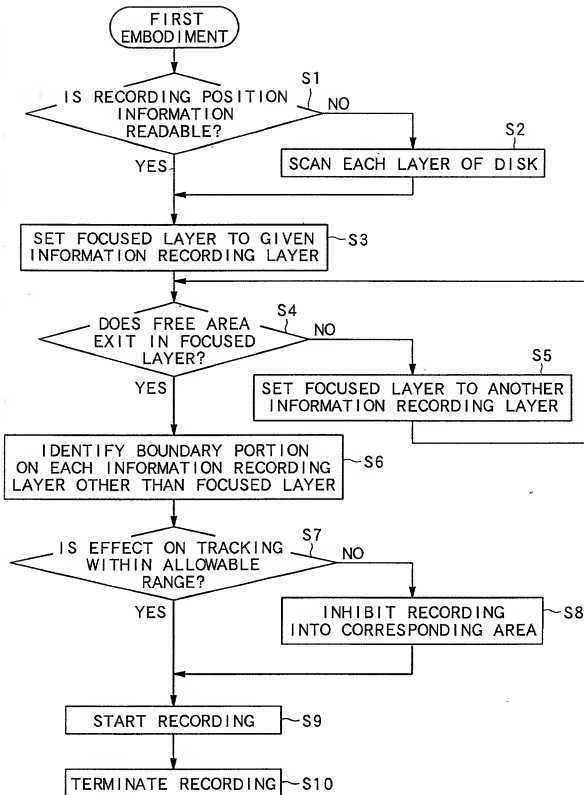 FIRST
EMBODIMENT
S1
IS RECORDING POSITION
INFORMATION
READABLE?
NO
YES
S2
SCAN EACH LAYER OF DISK
SET FOCUSED LAYER TO GIVEN
INFORMATION RECORDING LAYER
S3
S4
DOES FREE AREA
EXIT IN FOCUSED
LAYER?
NO
YES
S5
SET FOCUSED LAYER TO ANOTHER
INFORMATION RECORDING LAYER
IDENTIFY BOUNDARY PORTION
ON EACH INFORMATION RECORDING
LAYER OTHER THAN FOCUSED LAYER
S6
S7
IS EFFECT ON TRACKING
WITHIN ALLOWABLE
RANGE?
NO
YES
INHIBIT RECORDING
INTO CORRESPONDING AREA
S8
START RECORDING
S9
TERMINATE RECORDING
S10